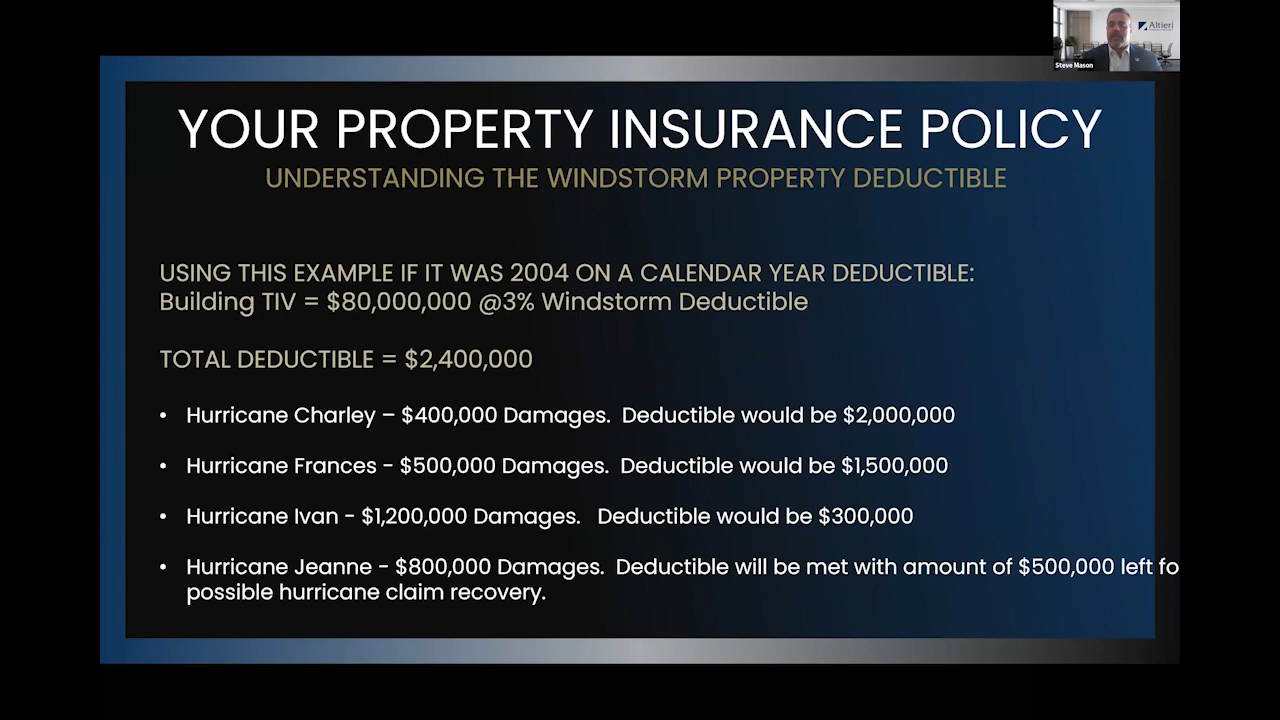 Altieri
Steve Mason
YOUR PROPERTY INSURANCE POLICY
UNDERSTANDING THE WINDSTORM PROPERTY DEDUCTIBLE
USING THIS EXAMPLE IF IT WAS 2004 ON A CALENDAR YEAR DEDUCTIBLE:
Building TIV = $80,000,000 @3% Windstorm Deductible
TOTAL DEDUCTIBLE = $2,400,000
• Hurricane Charley – $400,000 Damages. Deductible would be $2,000,000
• Hurricane Frances - $500,000 Damages. Deductible would be $1,500,000
• Hurricane Ivan - $1,200,000 Damages. Deductible would be $300,000
• Hurricane Jeanne - $800,000 Damages. Deductible will be met with amount of $500,000 left fo
possible hurricane claim recovery.